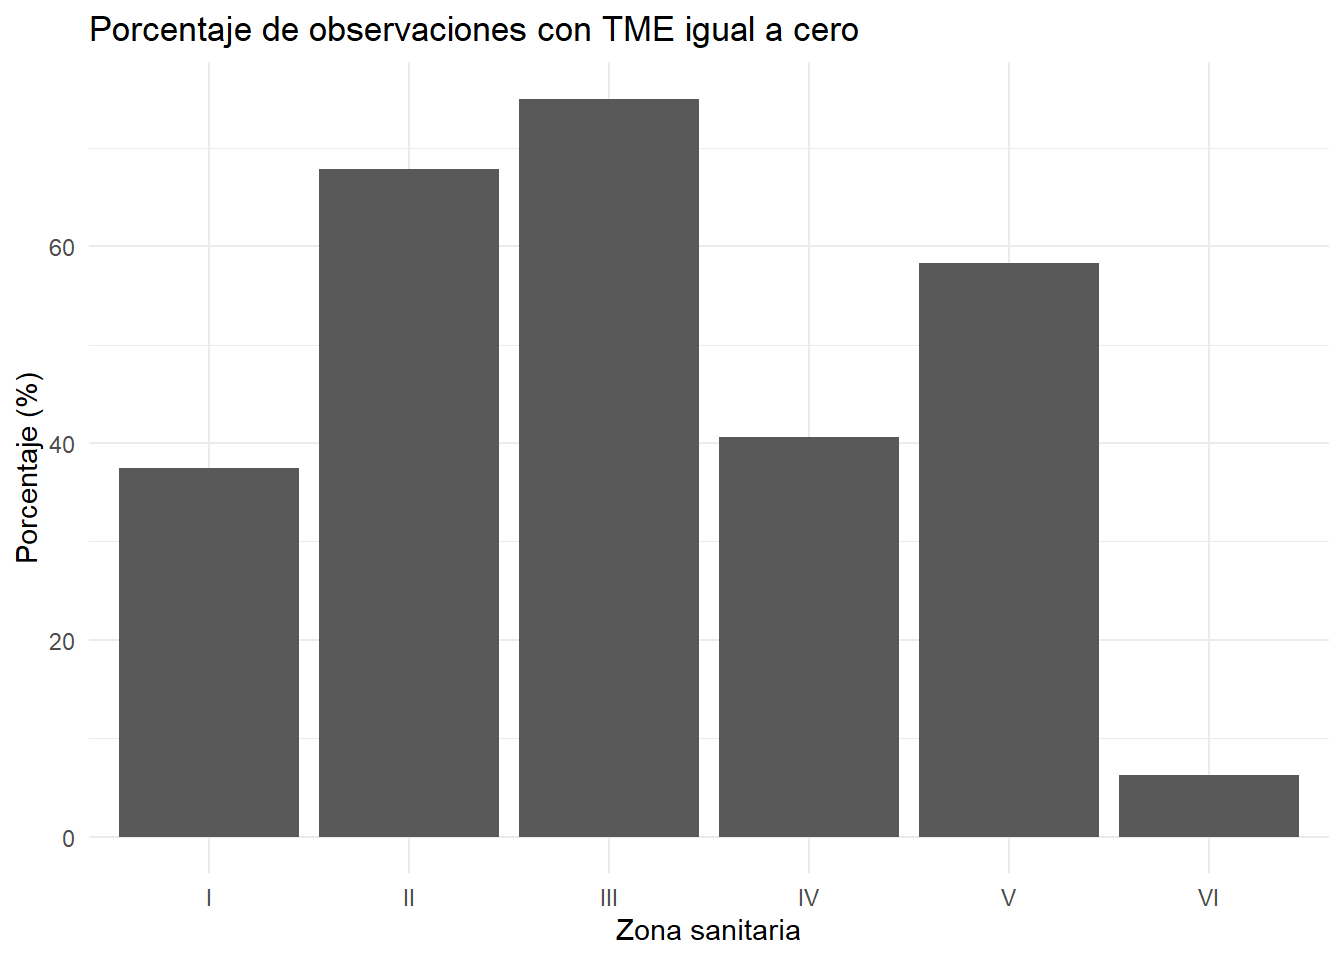 Porcentaje de observaciones con TME igual a cero
Porcentaje (%)
60
40
20
0
I
II
III
IV
V
VI
Zona sanitaria